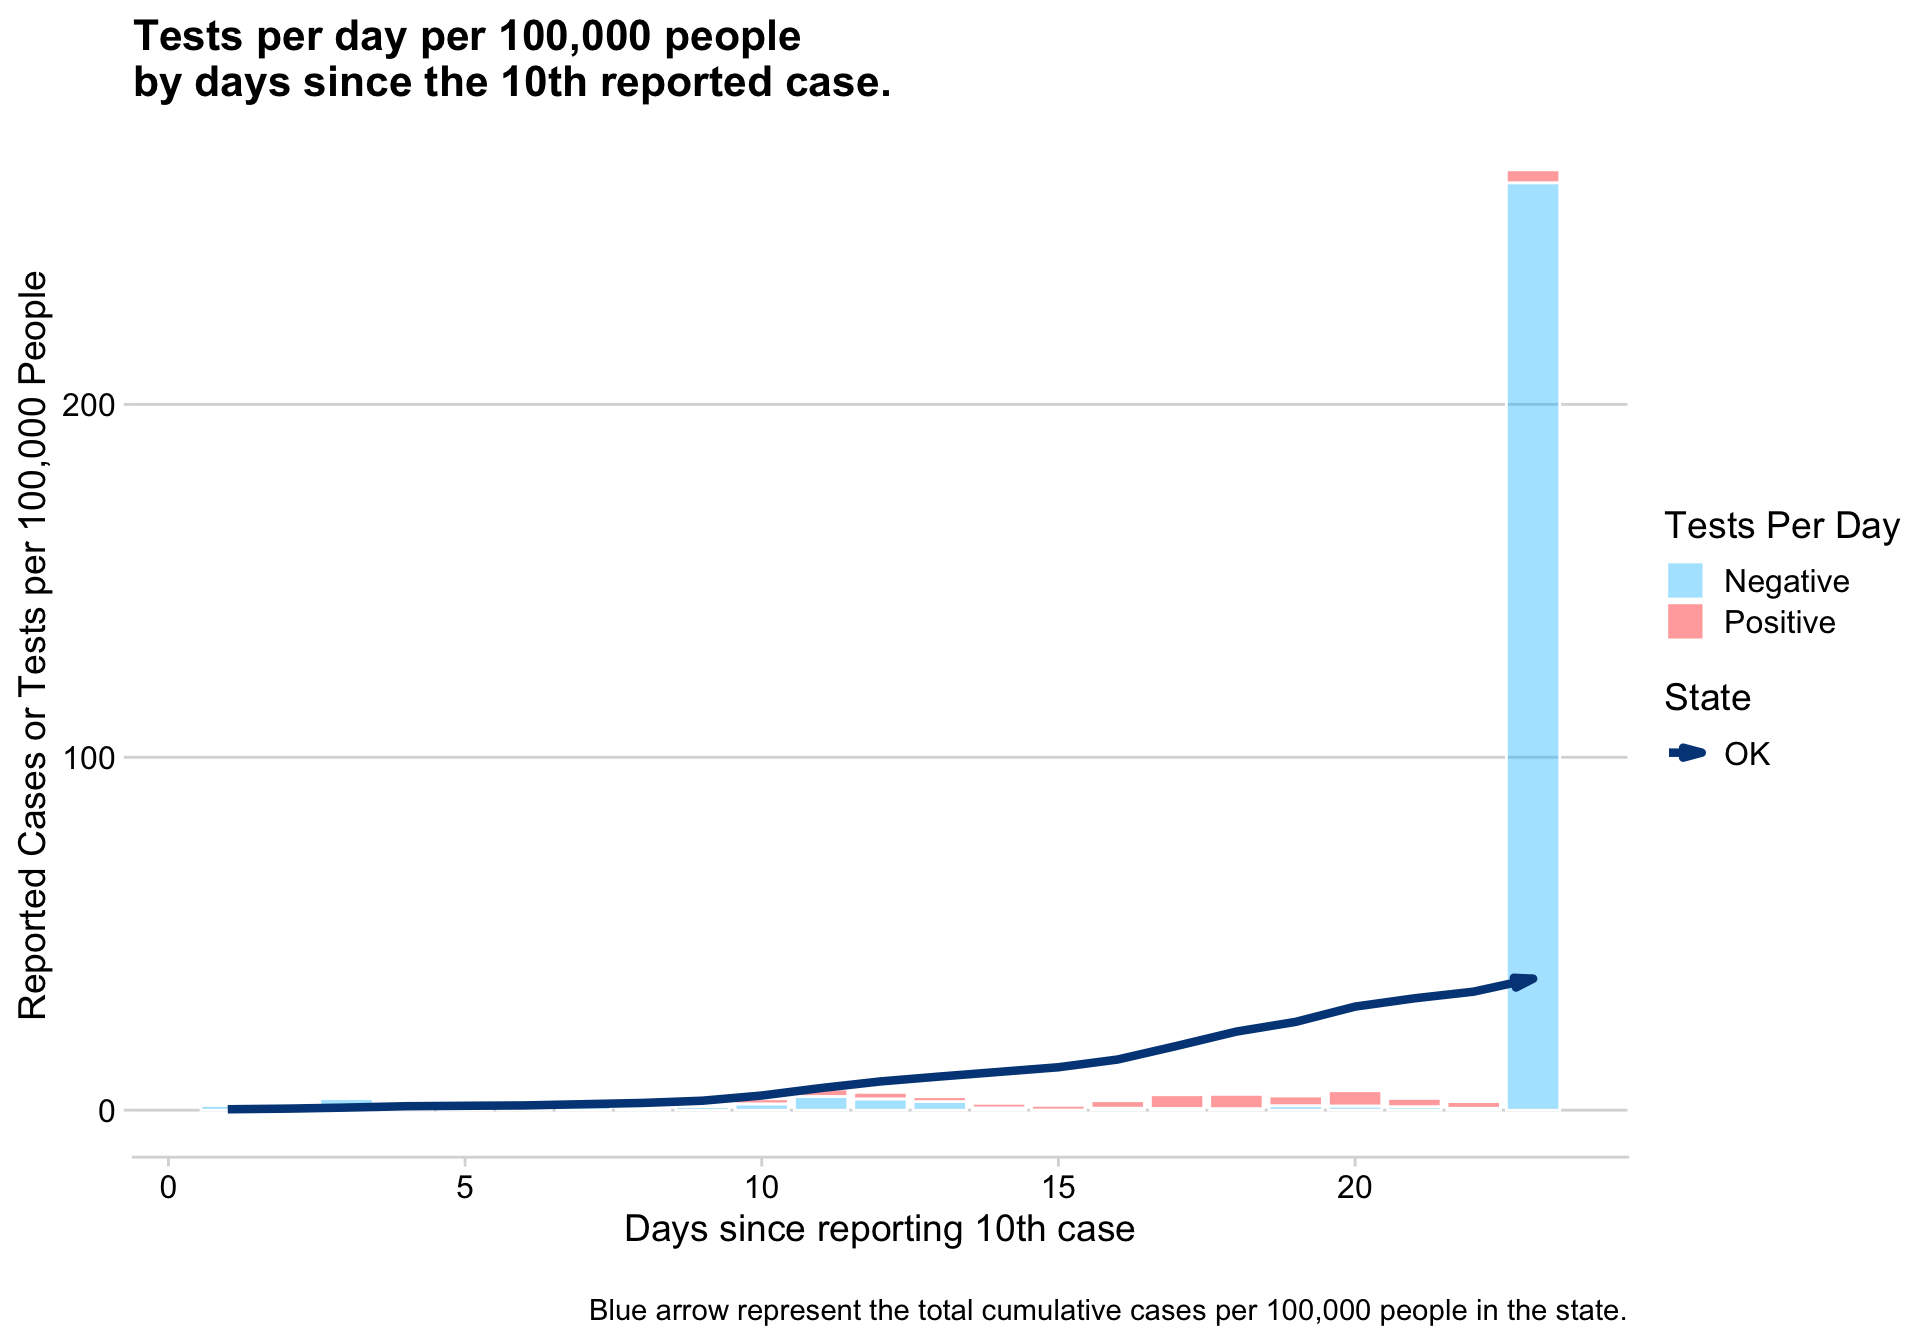 Tests per day per 100,000 people
by days since the 10th reported case.
Reported Cases or Tests per 100,000 People
200
100
0
0
5
10
15
20
Days since reporting 10th case
Tests Per Day
Negative
Positive
State
OK
Blue arrow represent the total cumulative cases per 100,000 people in the state.